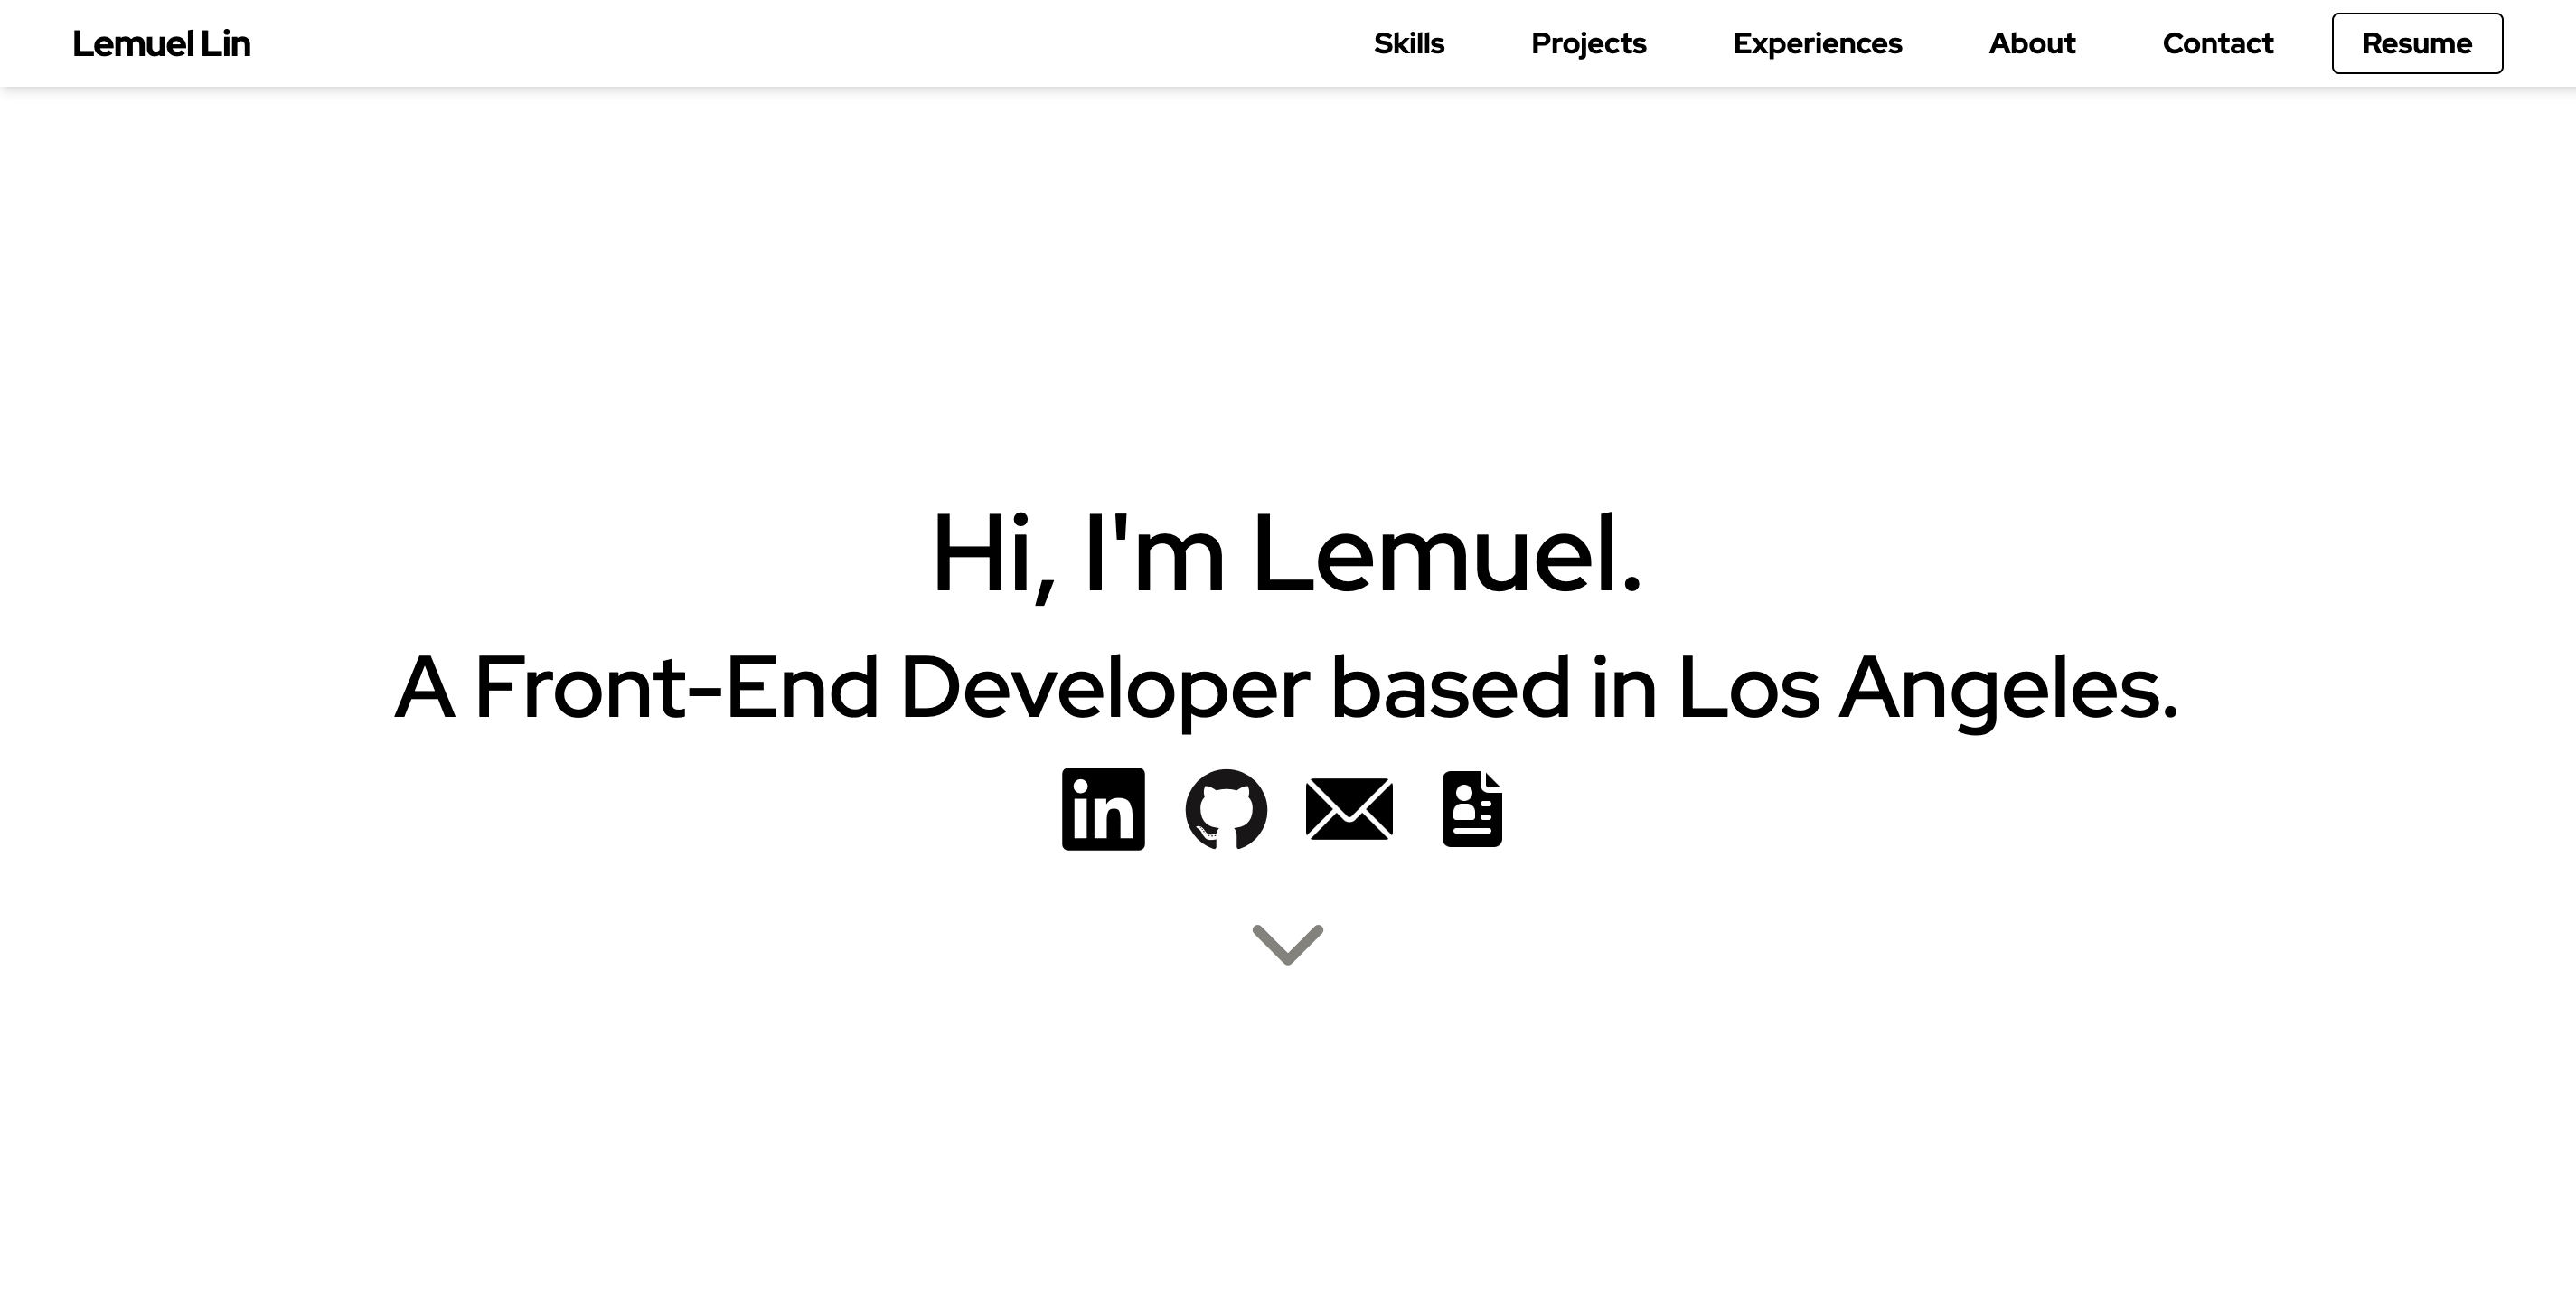 Lemuel Lin
Skills Projects Experiences About Contact Resume
Hi, I'm Lemuel.
A Front-End Developer based in Los Angeles.
in